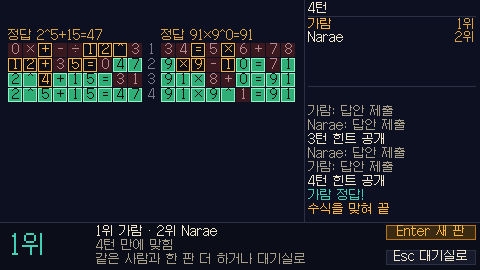 정답 2^5+15=47
0×+-÷12^3
12+35=047
2^4+15=313
2^5+15=47
1
2
3
4
정답 91×9^0=91
34=5×6+78
9×9-10=71
91×8+0=91
91×9^1=91
4턴
가람 1위
Narae 2위
가람: 답안 제출
Narae: 답안 제출
3턴 힌트 공개
Narae: 답안 제출
가람: 답안 제출
4턴 힌트 공개
가람 정답!
수식을 맞혀 끝
1위
1위 가람 · 2위 Narae
4턴 만에 맞힘
같은 사람과 한 판 더 하거나 대기실로
Enter 새 판
Esc 대기실로